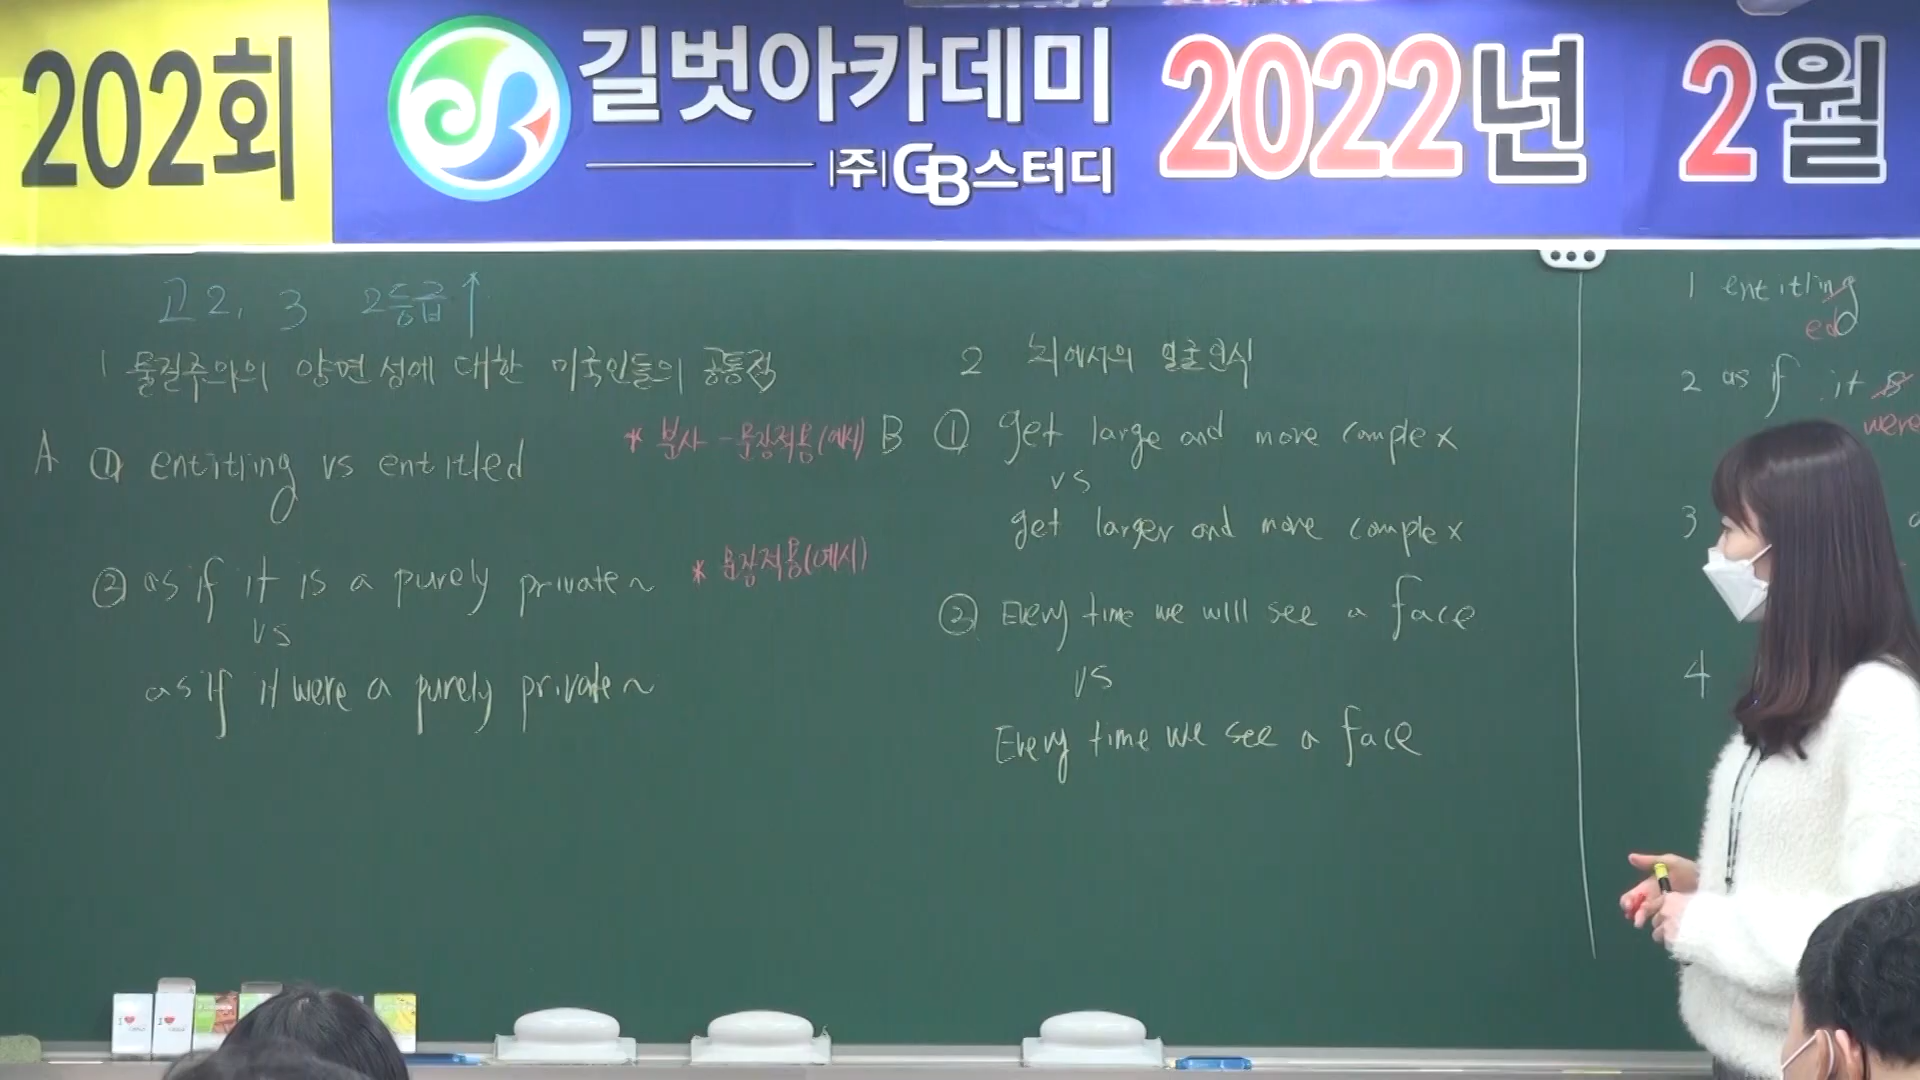 202회
길벗아카데미
(주)GB스터디
2022년 2월
고 2, 3 2등급↑
1 물질주의의 양면성에 대한 미국인들의 공통점
A ① entitling vs entitled
* 분사 - 문장적용(예시)
② as if it is a purely private ~
* 문장적용(예시)
vs
as if it were a purely private ~
2 뇌에서의 얼굴인식
B ① get large and more complex
vs
get larger and more complex
② Every time we will see a face
vs
Every time we see a face
1 entitling
ed
2 as if it is
were
3
4